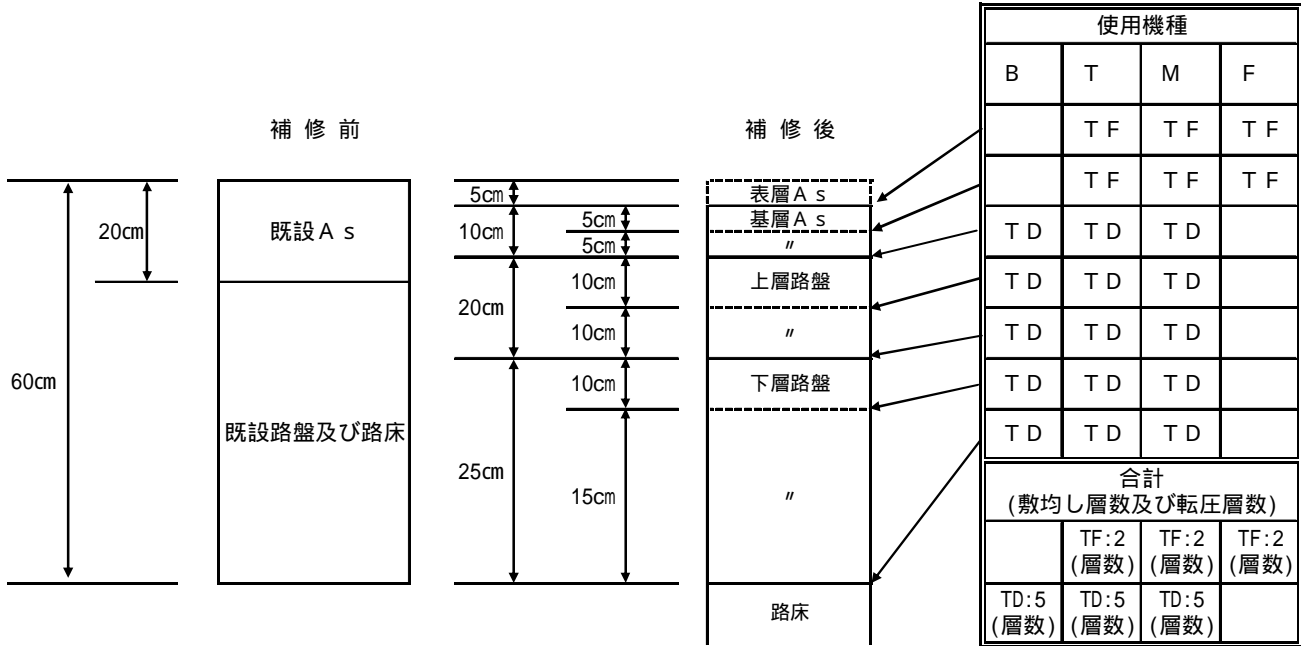 補 修 前
20㎝
既設Ａｓ
60㎝
既設路盤及び路床
補 修 後
5㎝
表層Ａｓ
10㎝
5㎝
基層Ａｓ
5㎝
〃
20㎝
10㎝
上層路盤
10㎝
〃
25㎝
10㎝
下層路盤
15㎝
〃
路床
使用機種
B T M F
ＴＦ ＴＦ ＴＦ
ＴＦ ＴＦ ＴＦ
ＴＤ ＴＤ ＴＤ
ＴＤ ＴＤ ＴＤ
ＴＤ ＴＤ ＴＤ
ＴＤ ＴＤ ＴＤ
ＴＤ ＴＤ ＴＤ
合計
(敷均し層数及び転圧層数)
TF:2 TF:2 TF:2
(層数) (層数) (層数)
TD:5 TD:5 TD:5
(層数) (層数) (層数)